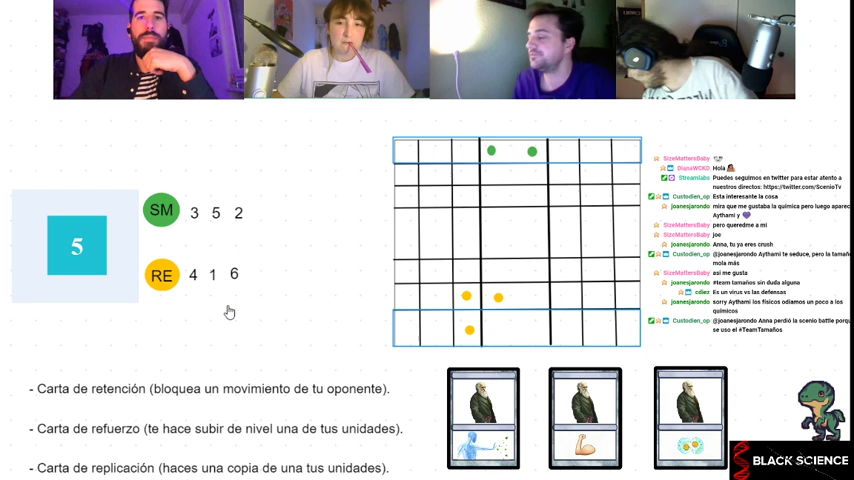 SizeMattersBaby
DianaWCKD Hola
Streamlabs Puedes seguirnos en twitter para estar atento a
nuestros directos: https://twitter.com/ScenioTv
Custodien_op Esta interesante la cosa
joanesjarondo mira que me gustaba la química pero luego aparec
Aythami y
SizeMattersBaby pero queredme a mi
SizeMattersBaby joe
joanesjarondo Anna, tu ya eres crush
Custodien_op @joanesjarondo Aythami te seduce, pero la tamaño
mola más
SizeMattersBaby asi me gusta
joanesjarondo #team tamaños sin duda alguna
cdiez Es un virus vs las defensas
joanesjarondo sorry Aythami los físicos odiamos un poco a los
químicos
Custodien_op @joanesjarondo Anna perdió la scenio battle porqu
se uso el #TeamTamaños
5
SM 3 5 2
RE 4 1 6
- Carta de retención (bloquea un movimiento de tu oponente).
- Carta de refuerzo (te hace subir de nivel una de tus unidades).
- Carta de replicación (haces una copia de una tus unidades).
BLACK SCIENCE